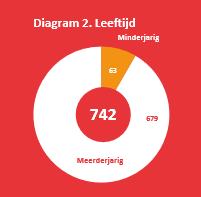 Diagram 2. Leeftijd
Minderjarig
63
742
679
Meerderjarig